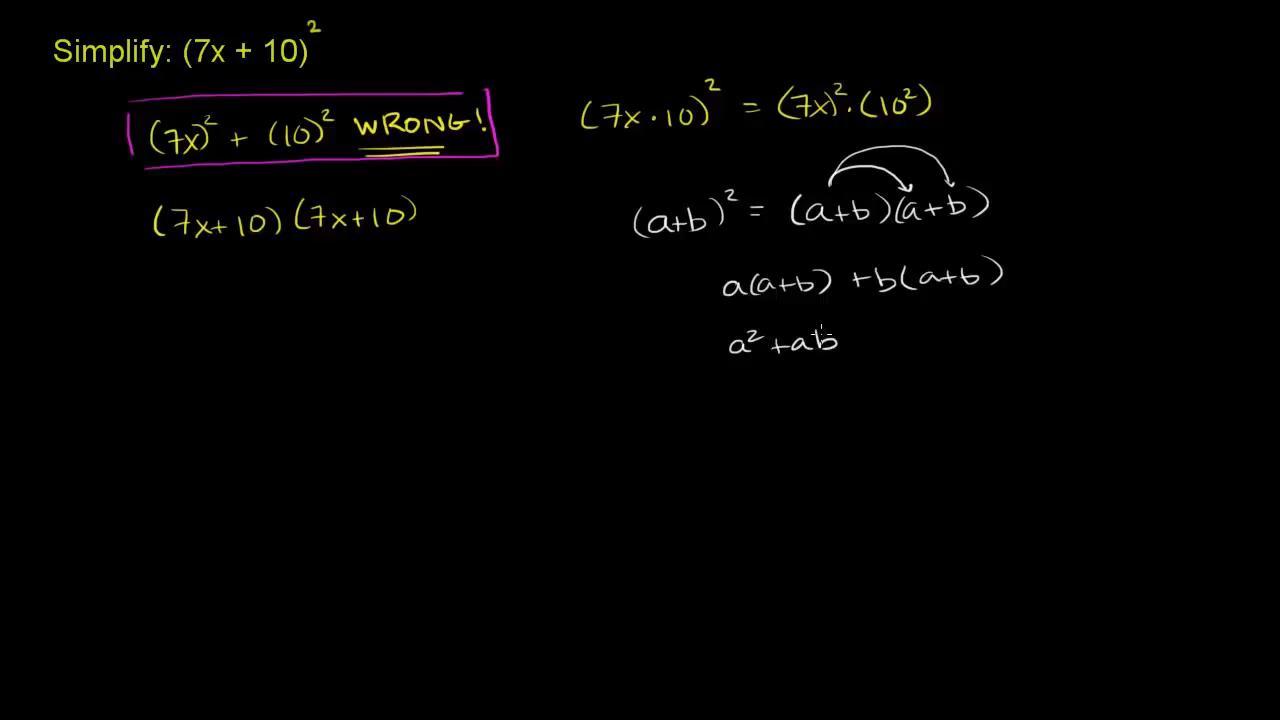 Simplify: (7x + 10)²
(7x)² + (10)² WRONG!
(7x+10)(7x+10)
(7x·10)² = (7x)²·(10²)
(a+b)² = (a+b)(a+b)
a(a+b) +b(a+b)
a² +ab